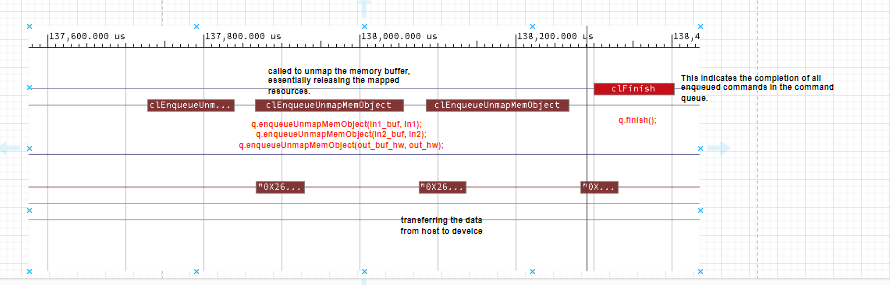 137,600.000 us
137,800.000 us
138,000.000 us
138,200.000 us
138,4
called to unmap the memory buffer,
essentially releasing the mapped
resources.
clFinish
This indicates the completion of all
enqueued commands in the command
queue.
clEnqueueUnm...
clEnqueueUnmapMemObject
clEnqueueUnmapMemObject
q.enqueueUnmapMemObject(in1_buf, in1);
q.enqueueUnmapMemObject(in2_buf, in2);
q.enqueueUnmapMemObject(out_buf_hw, out_hw);
q.finish();
"0X26...
"0X26...
"0X...
transferring the data
from host to deveice